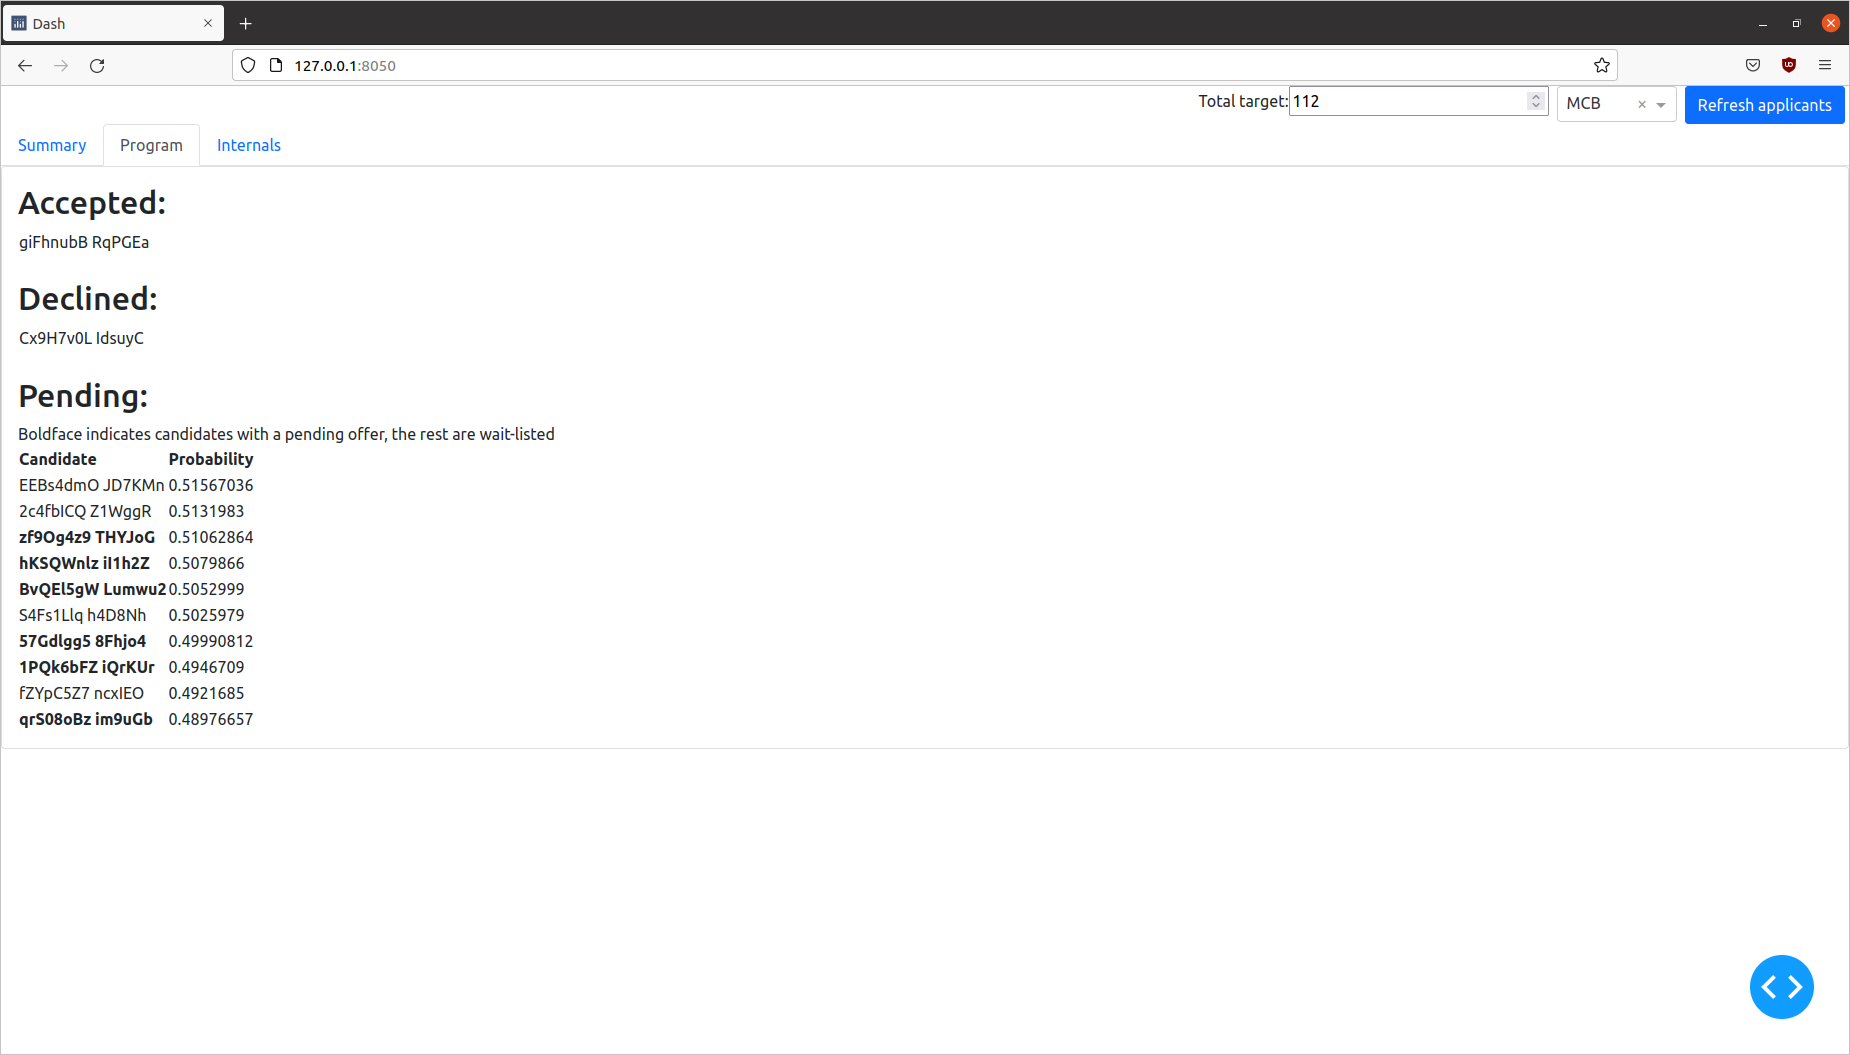 Dash
127.0.0.1:8050
Total target: 112 MCB Refresh applicants
Summary Program Internals
Accepted:
giFhnubB RqPGEa
Declined:
Cx9H7v0L IdsuyC
Pending:
Boldface indicates candidates with a pending offer, the rest are wait-listed
Candidate Probability
EEBs4dmO JD7KMn 0.51567036
2c4fbICQ Z1WggR 0.5131983
zf9Og4z9 THYJoG 0.51062864
hKSQWnlz iI1h2Z 0.5079866
BvQEl5gW Lumwu2 0.5052999
S4Fs1Llq h4D8Nh 0.5025979
57Gdlgg5 8Fhjo4 0.49990812
1PQk6bFZ iQrKUr 0.4946709
fZYpC5Z7 ncxIEO 0.4921685
qrS08oBz im9uGb 0.48976657